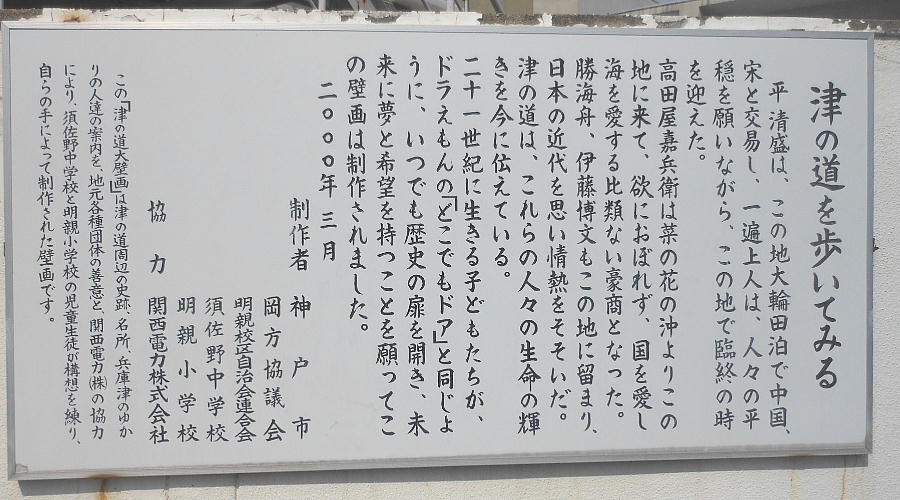 津の道を歩いてみる
平 清盛は、この地大輪田泊で中国、
宋と交易し、一遍上人は、人々の平
穏を願いながら、この地で臨終の時
を迎えた。
高田屋嘉兵衛は菜の花の沖よりこの
地に来て、欲におぼれず、国を愛し
海を愛する比類ない豪商となった。
勝海舟、伊藤博文もこの地に留まり、
日本の近代を思い情熱をそそいだ。
津の道は、これらの人々の生命の輝
きを今に伝えている。
二十一世紀に生きる子どもたちが、
ドラえもんの「どこでもドア」と同じよ
うに、いつでも歴史の扉を開き、未
来に夢と希望を持つことを願ってこ
の壁画は制作されました。
二〇〇〇年 三月
制作者 神戸市
岡方協議会
明親校区自治会連合会
須佐野中学校
明親小学校
協力 関西電力株式会社
この「津の道大壁画」は津の道周辺の史跡、名所、兵庫津のゆか
りの人達の案内を、地元各種団体の善意と、関西電力(株)の協力
により、須佐野中学校と明親小学校の児童生徒が構想を練り、
自らの手によって制作された壁画です。